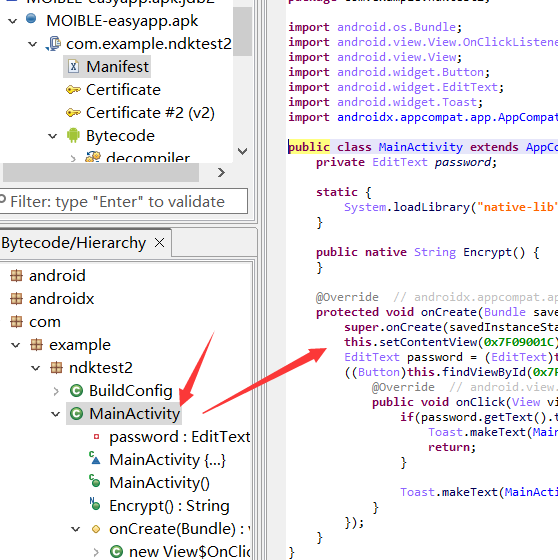 MOIBLE-easyapp.apk.jdb2
MOIBLE-easyapp.apk
com.example.ndktest2
Manifest
Certificate
Certificate #2 (v2)
Bytecode
decompiler
Filter: type "Enter" to validate
Bytecode/Hierarchy
android
androidx
com
example
ndktest2
BuildConfig
MainActivity
password : EditText
MainActivity {...}
MainActivity()
Encrypt() : String
onCreate(Bundle) : v
new View$OnClic
import android.os.Bundle;
import android.view.View.OnClickListene
import android.view.View;
import android.widget.Button;
import android.widget.EditText;
import android.widget.Toast;
import androidx.appcompat.app.AppCompat
public class MainActivity extends AppCo
private EditText password;
static {
System.loadLibrary("native-lib"
}
public native String Encrypt() {
}
@Override // androidx.appcompat.ap
protected void onCreate(Bundle save
super.onCreate(savedInstanceSta
this.setContentView(0x7F09001C)
EditText password = (EditText)t
((Button)this.findViewById(0x7F
@Override // android.view.
public void onClick(View vi
if(password.getText().t
Toast.makeText(Main
return;
}
Toast.makeText(MainActi
}
});
}
}